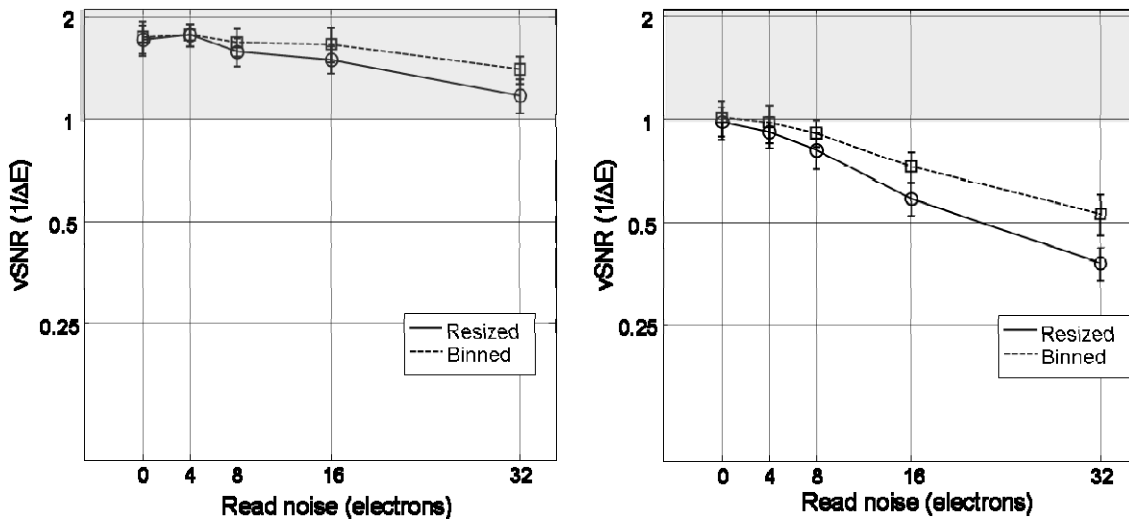 2
1
0.5
0.25
vSNR (1/ΔE)
Resized
Binned
0 4 8 16 32
Read noise (electrons)
2
1
0.5
0.25
vSNR (1/ΔE)
Resized
Binned
0 4 8 16 32
Read noise (electrons)